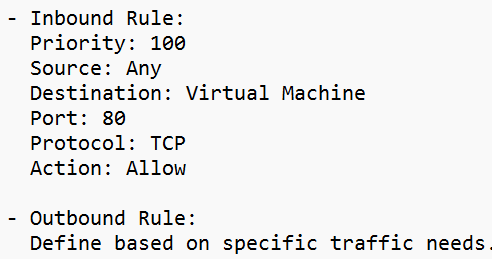 - Inbound Rule:
Priority: 100
Source: Any
Destination: Virtual Machine
Port: 80
Protocol: TCP
Action: Allow
- Outbound Rule:
Define based on specific traffic needs.